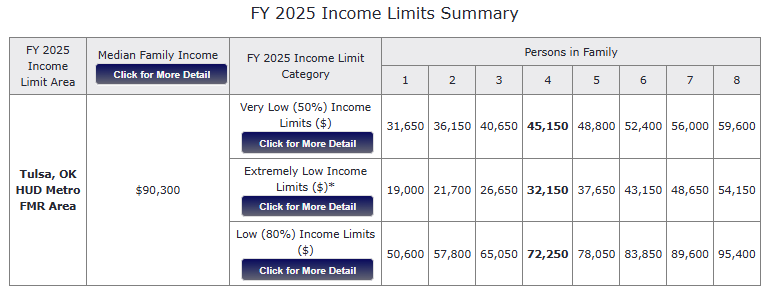 FY 2025 Income Limits Summary
FY 2025 Income Limit Area
Median Family Income
Click for More Detail
FY 2025 Income Limit Category
Persons in Family
1 2 3 4 5 6 7 8
Tulsa, OK HUD Metro FMR Area
$90,300
Very Low (50%) Income Limits ($)
Click for More Detail
31,650 36,150 40,650 45,150 48,800 52,400 56,000 59,600
Extremely Low Income Limits ($)*
Click for More Detail
19,000 21,700 26,650 32,150 37,650 43,150 48,650 54,150
Low (80%) Income Limits ($)
Click for More Detail
50,600 57,800 65,050 72,250 78,050 83,850 89,600 95,400